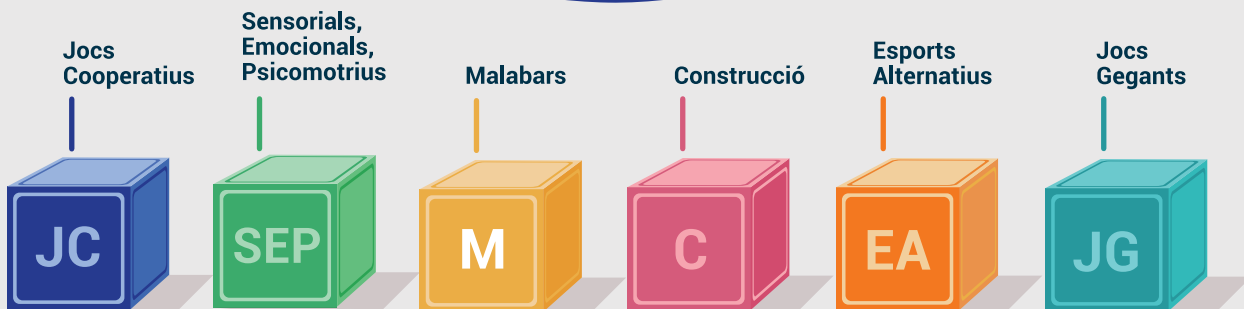 Jocs
Cooperatius
Sensorials,
Emocionals,
Psicomotrius
Malabars
Construcció
Esports
Alternatius
Jocs
Gegants
JC
SEP
M
C
EA
JG